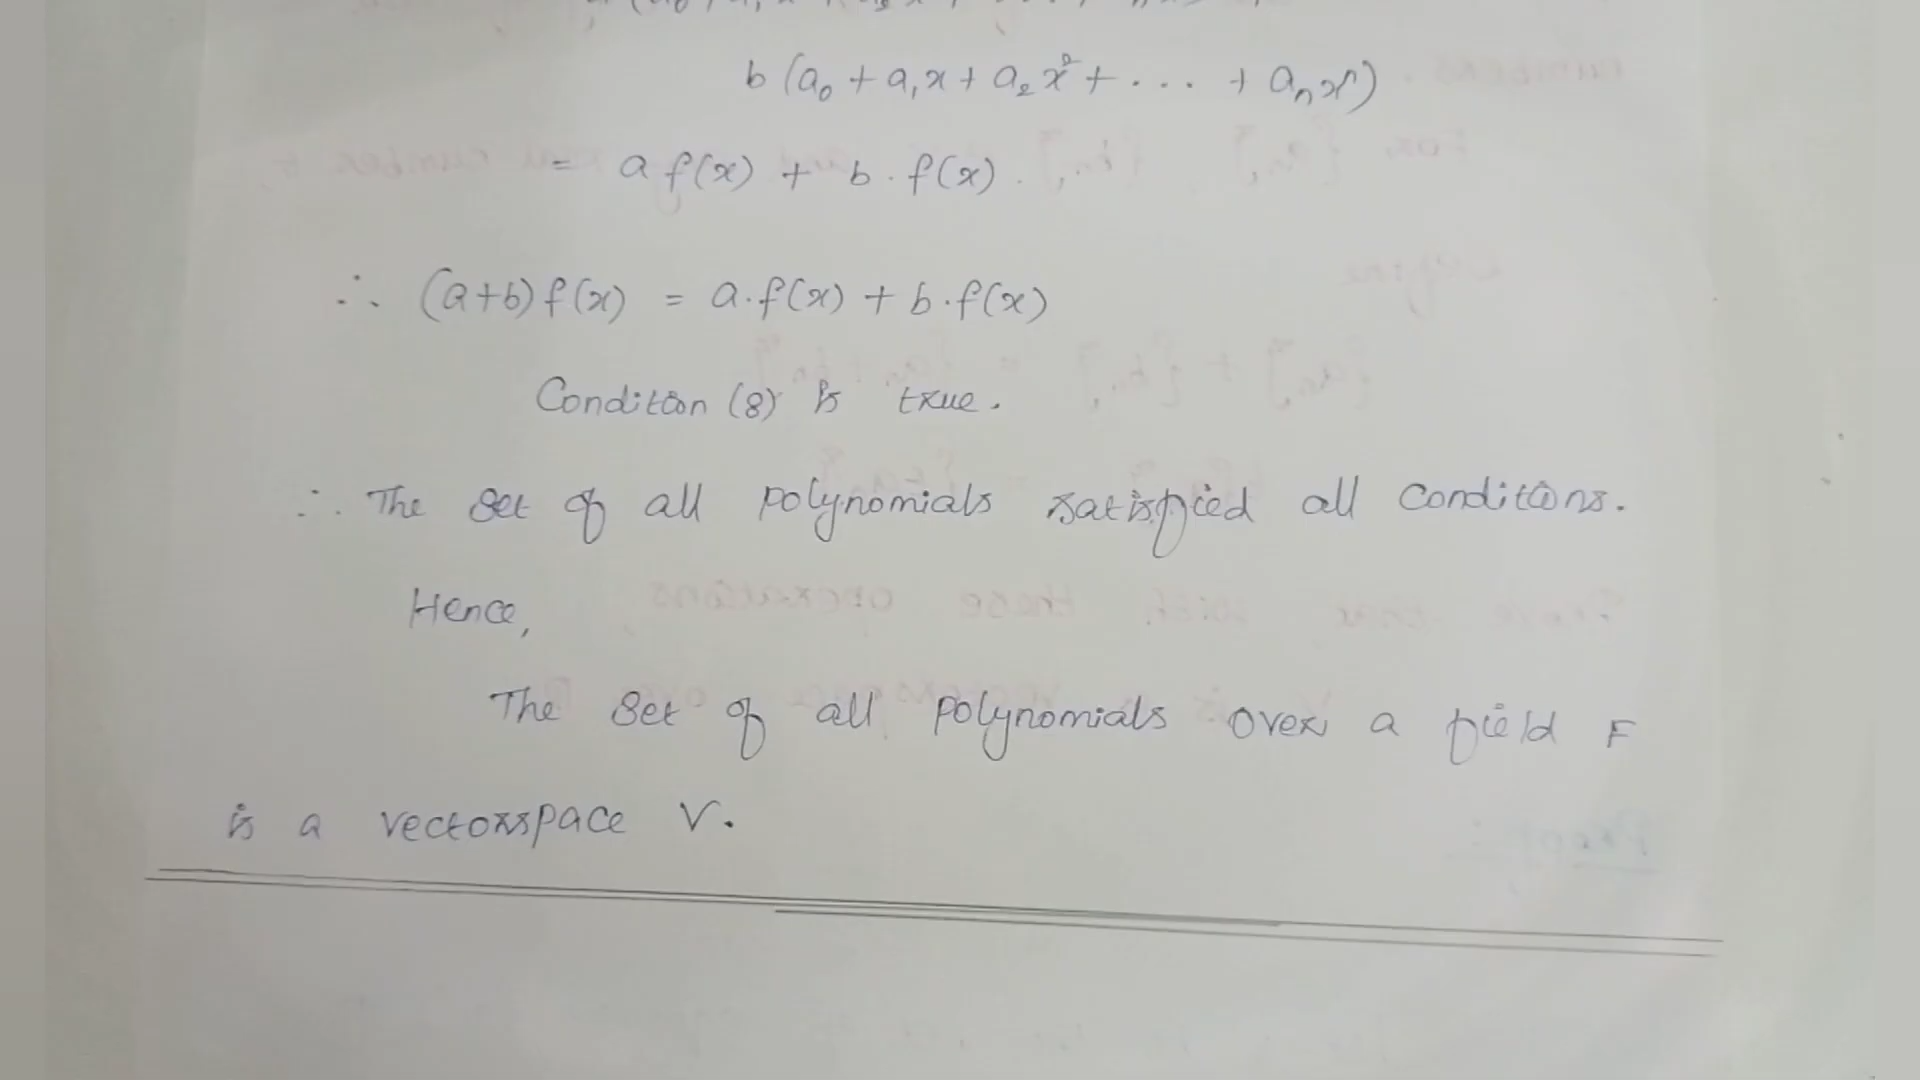 b (a₀ + a₁x + a₂x² + ... + aₙxⁿ)
= a f(x) + b . f(x) .
∴ (a+b) f(x) = a.f(x) + b.f(x)
Condition (8) is true.
∴ The set of all polynomials satisfied all conditions.
Hence,
The set of all polynomials over a field F
is a vectorspace V.